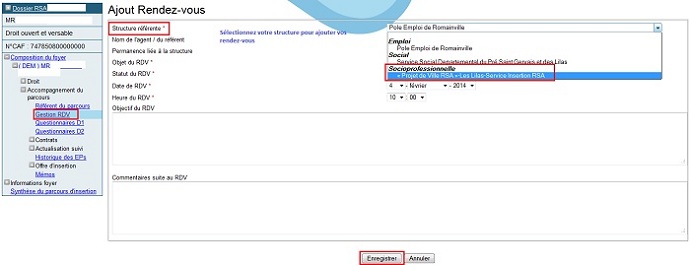 Dossier RSA
MR
Droit ouvert et versable
N°CAF : 747850800000000
Composition du foyer
( DEM ) MR
Droit
Accompagnement du parcours
Référent du parcours
Gestion RDV
Questionnaires D1
Questionnaires D2
Contrats
Actualisation suivi
Historique des EPs
Offre d'insertion
Mémos
Informations foyer
Synthèse du parcours d'insertion
Ajout Rendez-vous
Structure référente *
Sélectionnez votre structure pour ajouter vos rendez-vous
Pole Emploi de Romainville
Emploi
Pole Emploi de Romainville
Social
Service Social Departemental du Pré Saint Gervais et des Lilas
Socioprofessionnelle
« Projet de Ville RSA » Les Lilas-Service Insertion RSA
Nom de l'agent / du référent
Permanence liée à la structure
Objet du RDV *
Statut du RDV *
Date du RDV *
4 - février - 2014
Heure du RDV *
10 : 00
Objectif du RDV
Commentaires suite au RDV
Enregistrer
Annuler